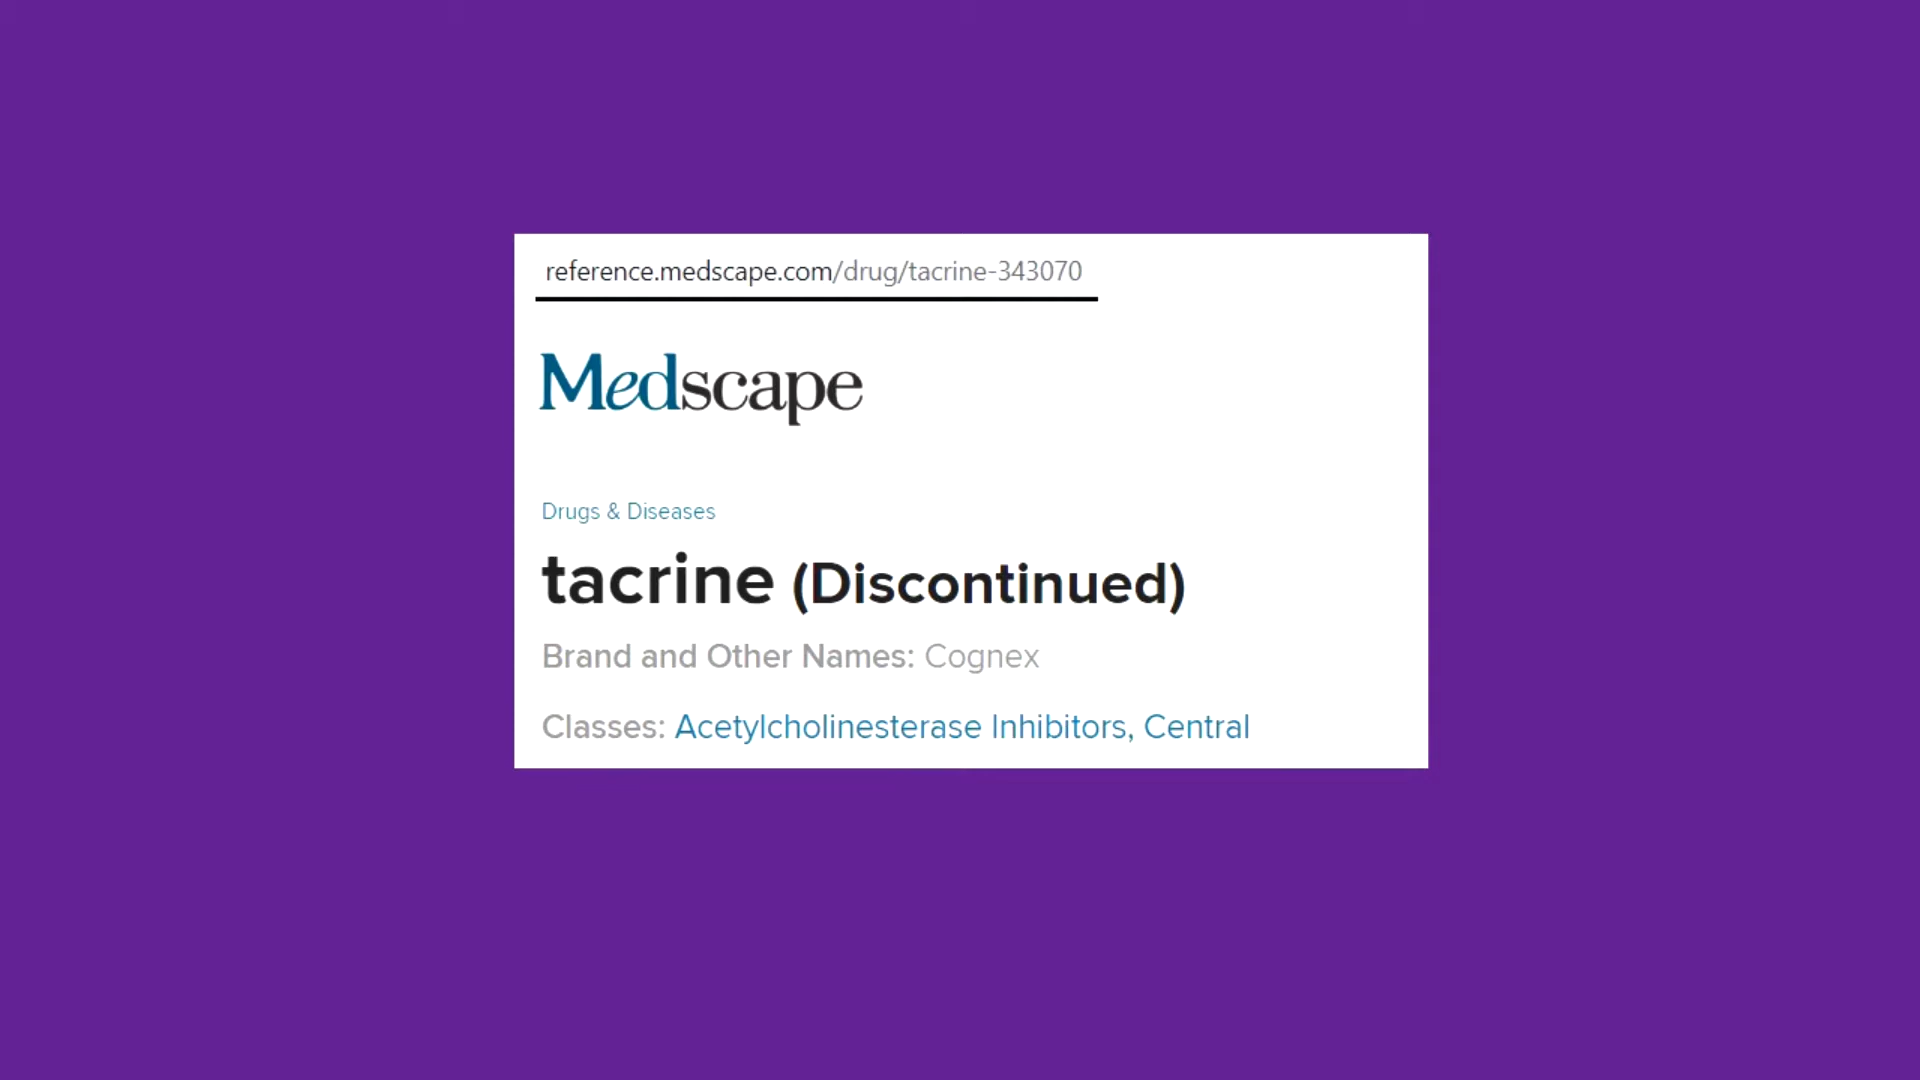 reference.medscape.com/drug/tacrine-343070
Medscape
Drugs & Diseases
tacrine (Discontinued)
Brand and Other Names: Cognex
Classes: Acetylcholinesterase Inhibitors, Central